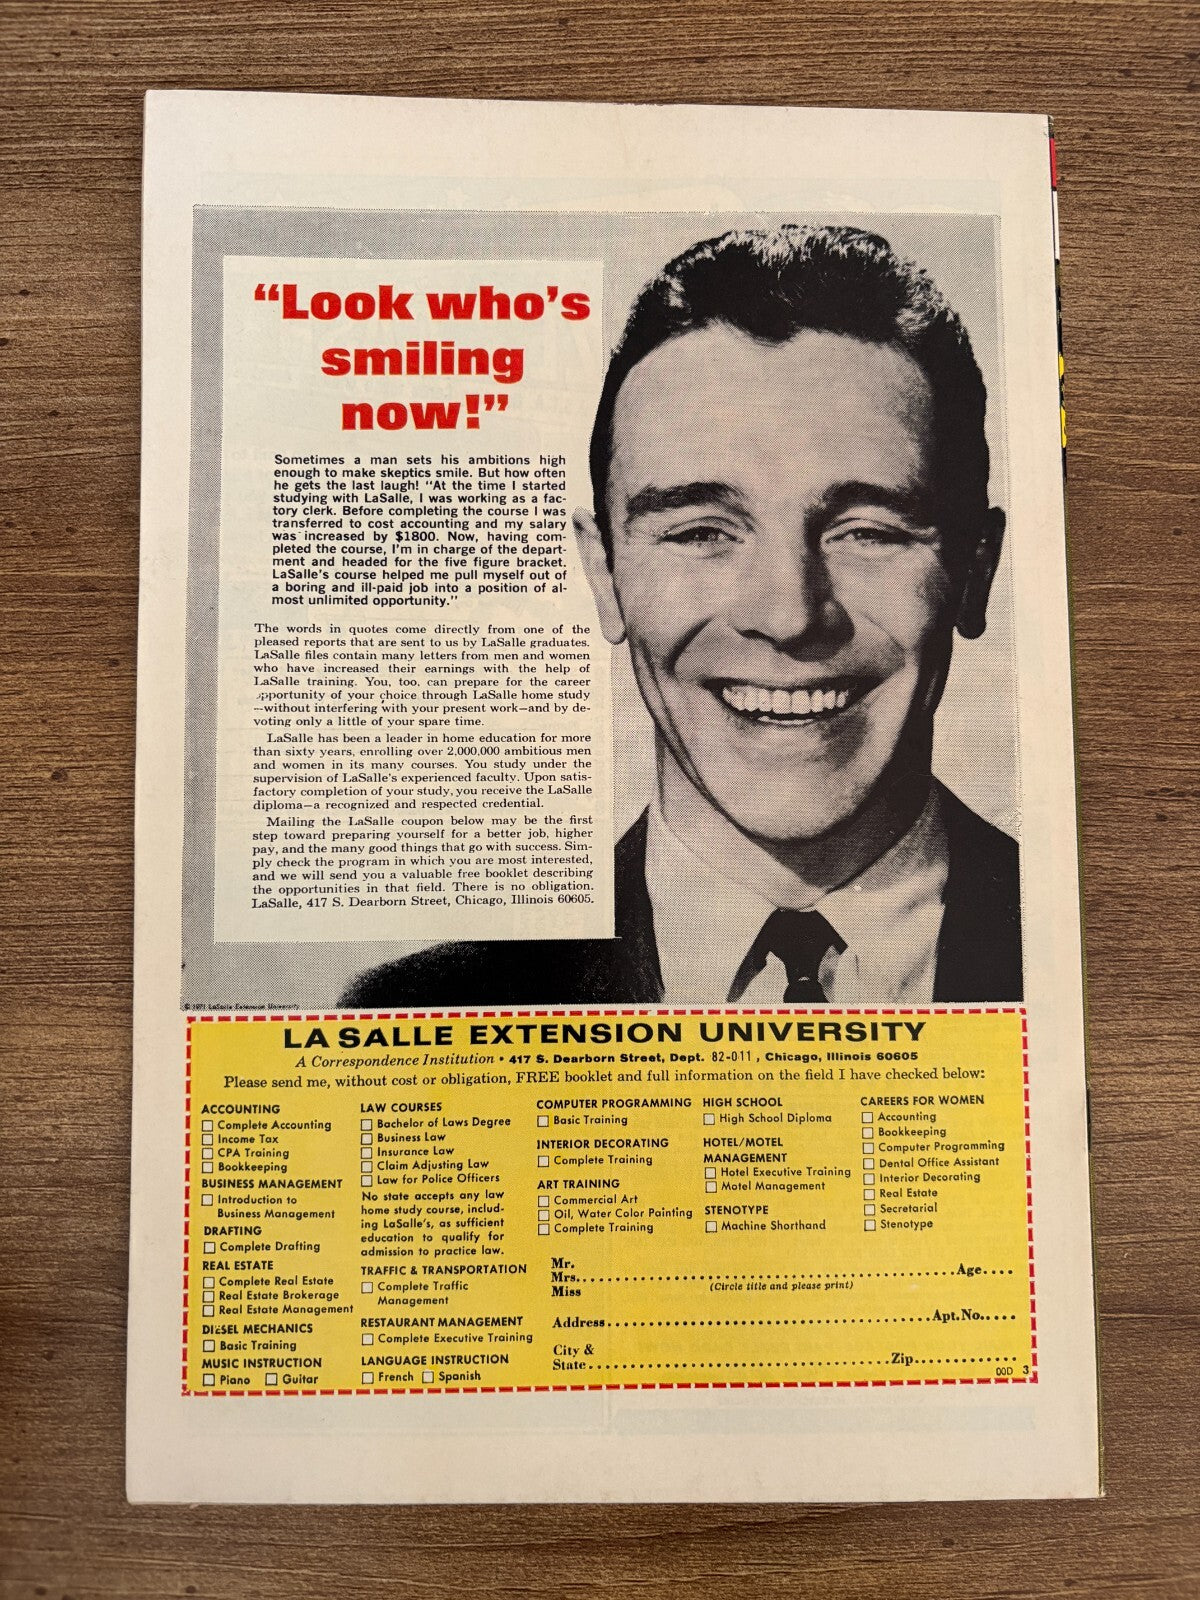 “Look who’s
smiling
now!”
Sometimes a man sets his ambitions high
enough to make skeptics smile. But how often
he gets the last laugh! "At the time I started
studying with LaSalle, I was working as a fac-
tory clerk. Before completing the course I was
transferred to cost accounting and my salary
was increased by $1800. Now, having com-
pleted the course, I'm in charge of the depart-
ment and headed for the five figure bracket.
LaSalle's course helped me pull myself out of
a boring and ill-paid job into a position of al-
most unlimited opportunity."
The words in quotes come directly from one of the
pleased reports that are sent to us by LaSalle graduates.
LaSalle files contain many letters from men and women
who have increased their earnings with the help of
LaSalle training. You, too, can prepare for the career
opportunity of your choice through LaSalle home study
—without interfering with your present work—and by de-
voting only a little of your spare time.
LaSalle has been a leader in home education for more
than sixty years, enrolling over 2,000,000 ambitious men
and women in its many courses. You study under the
supervision of LaSalle's experienced faculty. Upon satis-
factory completion of your study, you receive the LaSalle
diploma—a recognized and respected credential.
Mailing the LaSalle coupon below may be the first
step toward preparing yourself for a better job, higher
pay, and the many good things that go with success. Sim-
ply check the program in which you are most interested,
and we will send you a valuable free booklet describing
the opportunities in that field. There is no obligation.
LaSalle, 417 S. Dearborn Street, Chicago, Illinois 60605.
© 1971 LaSalle Extension University
LA SALLE EXTENSION UNIVERSITY
A Correspondence Institution • 417 S. Dearborn Street, Dept. 82-011, Chicago, Illinois 60605
Please send me, without cost or obligation, FREE booklet and full information on the field I have checked below:
ACCOUNTING
Complete Accounting
Income Tax
CPA Training
Bookkeeping
BUSINESS MANAGEMENT
Introduction to
Business Management
DRAFTING
Complete Drafting
REAL ESTATE
Complete Real Estate
Real Estate Brokerage
Real Estate Management
DIESEL MECHANICS
Basic Training
MUSIC INSTRUCTION
Piano Guitar
LAW COURSES
Bachelor of Laws Degree
Business Law
Insurance Law
Claim Adjusting Law
Law for Police Officers
No state accepts any law
home study course, includ-
ing LaSalle's, as sufficient
education to qualify for
admission to practice law.
TRAFFIC & TRANSPORTATION
Complete Traffic
Management
RESTAURANT MANAGEMENT
Complete Executive Training
LANGUAGE INSTRUCTION
French Spanish
COMPUTER PROGRAMMING
Basic Training
INTERIOR DECORATING
Complete Training
ART TRAINING
Commercial Art
Oil, Water Color Painting
Complete Training
HIGH SCHOOL
High School Diploma
HOTEL/MOTEL
MANAGEMENT
Hotel Executive Training
Motel Management
STENOTYPE
Machine Shorthand
CAREERS FOR WOMEN
Accounting
Bookkeeping
Computer Programming
Dental Office Assistant
Interior Decorating
Real Estate
Secretarial
Stenotype
Mr.
Mrs. Age
Miss (Circle title and please print)
Address Apt. No.
City &
State Zip
00D 3